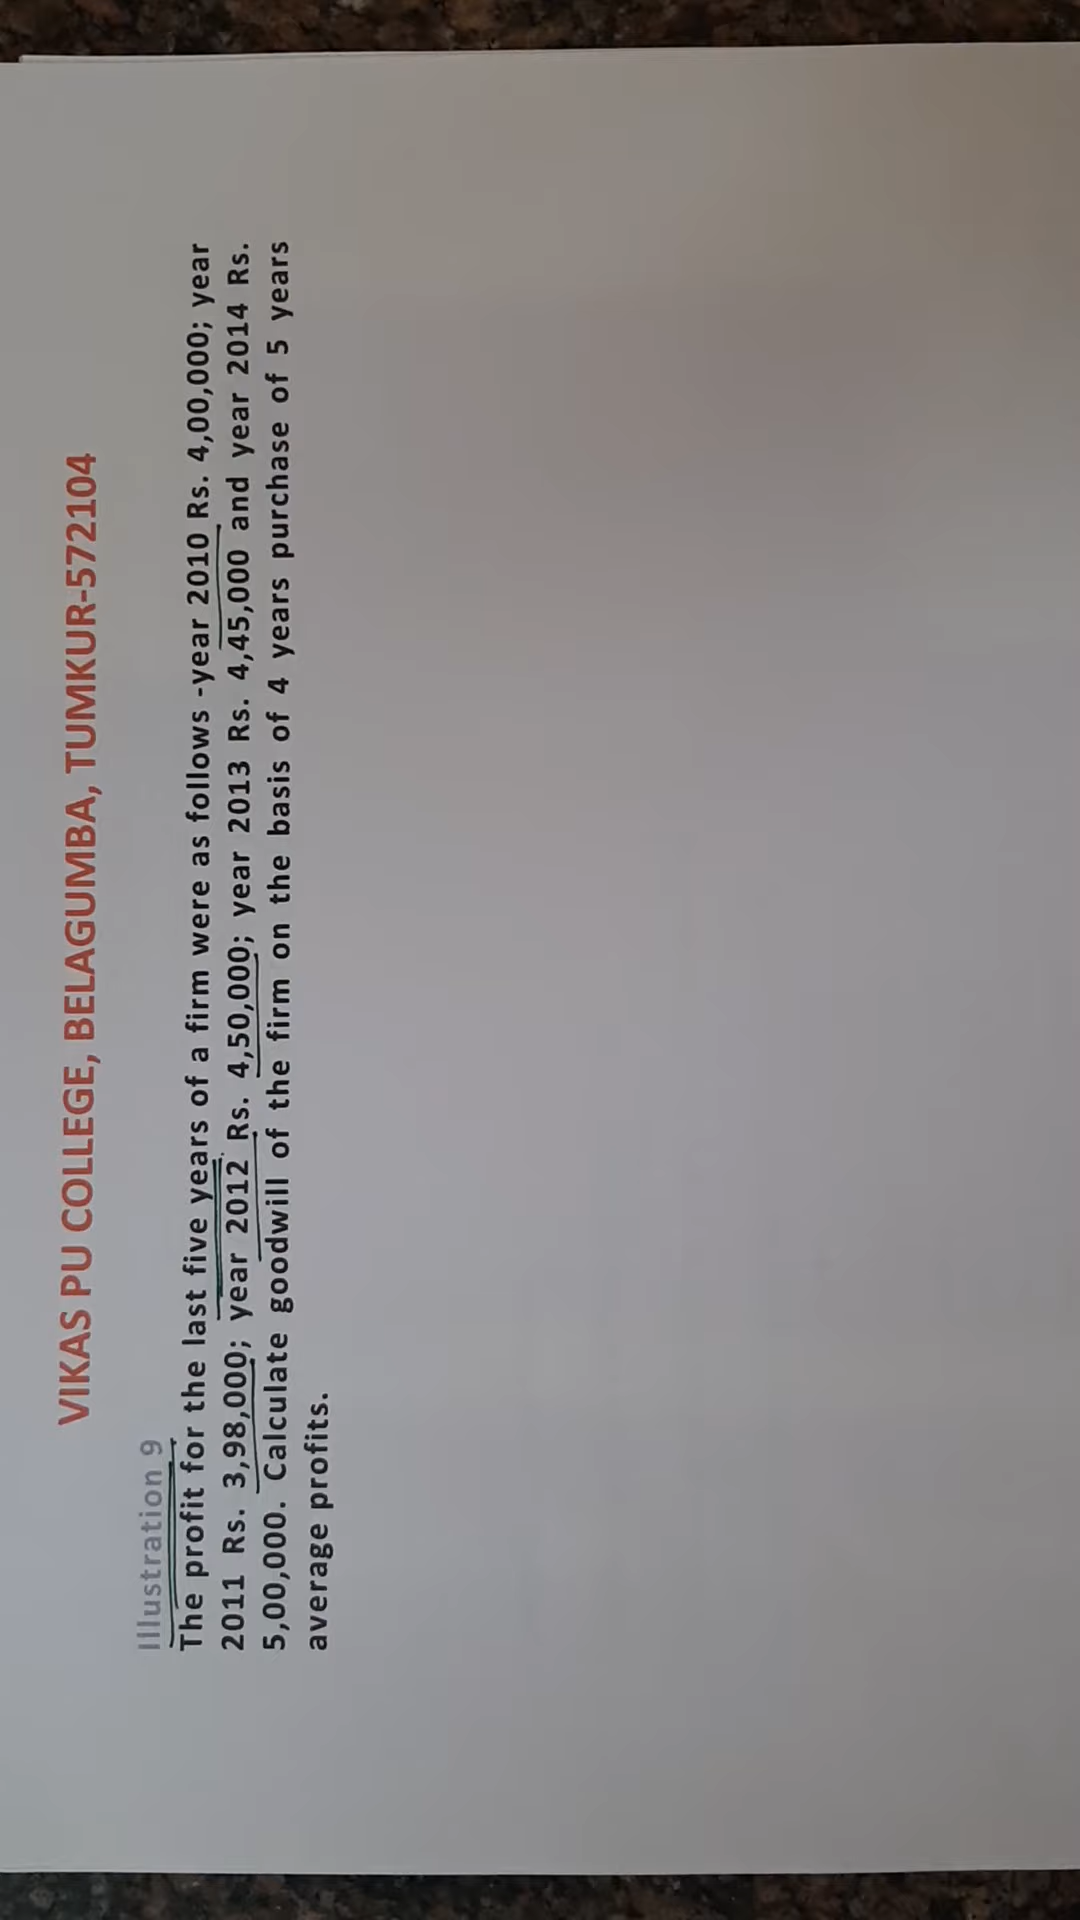 VIKAS PU COLLEGE, BELAGUMBA, TUMKUR-572104
Illustration 9
The profit for the last five years of a firm were as follows -year 2010 Rs. 4,00,000; year
2011 Rs. 3,98,000; year 2012 Rs. 4,50,000; year 2013 Rs. 4,45,000 and year 2014 Rs.
5,00,000. Calculate goodwill of the firm on the basis of 4 years purchase of 5 years
average profits.